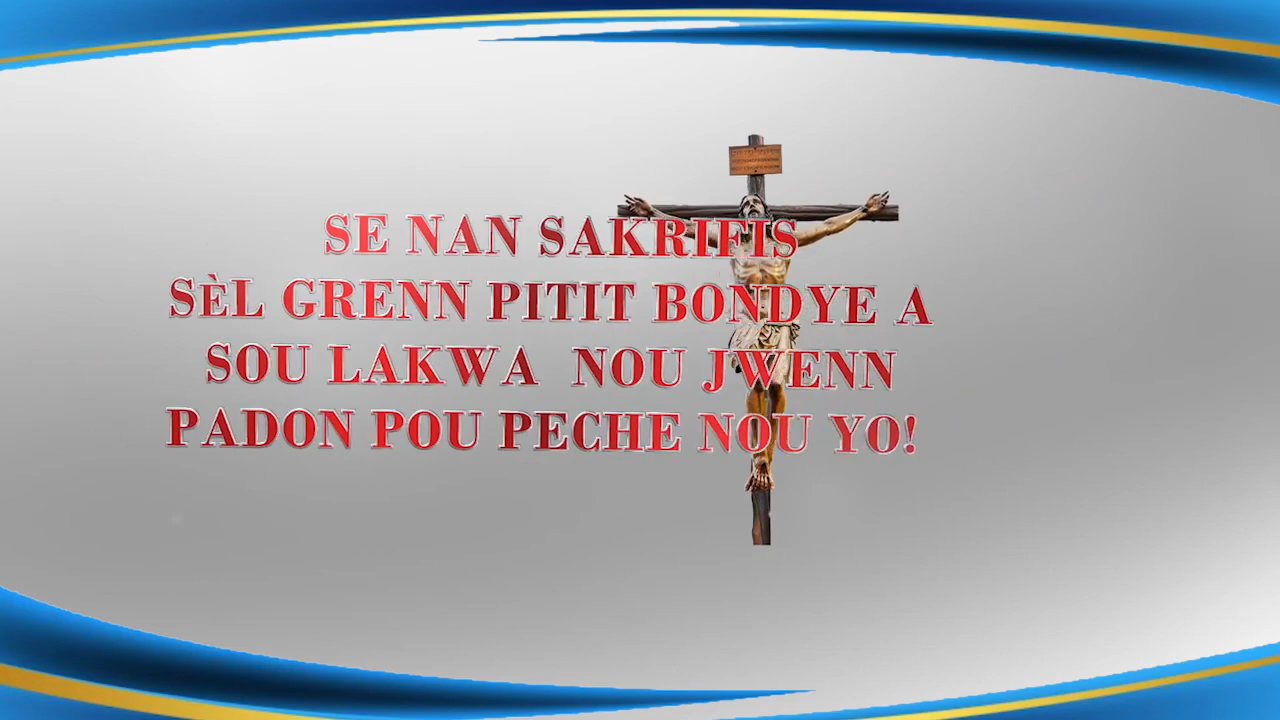 SE NAN SAKRIFIS
SÈL GRENN PITIT BONDYE A
SOU LAKWA NOU JWENN
PADON POU PECHE NOU YO!